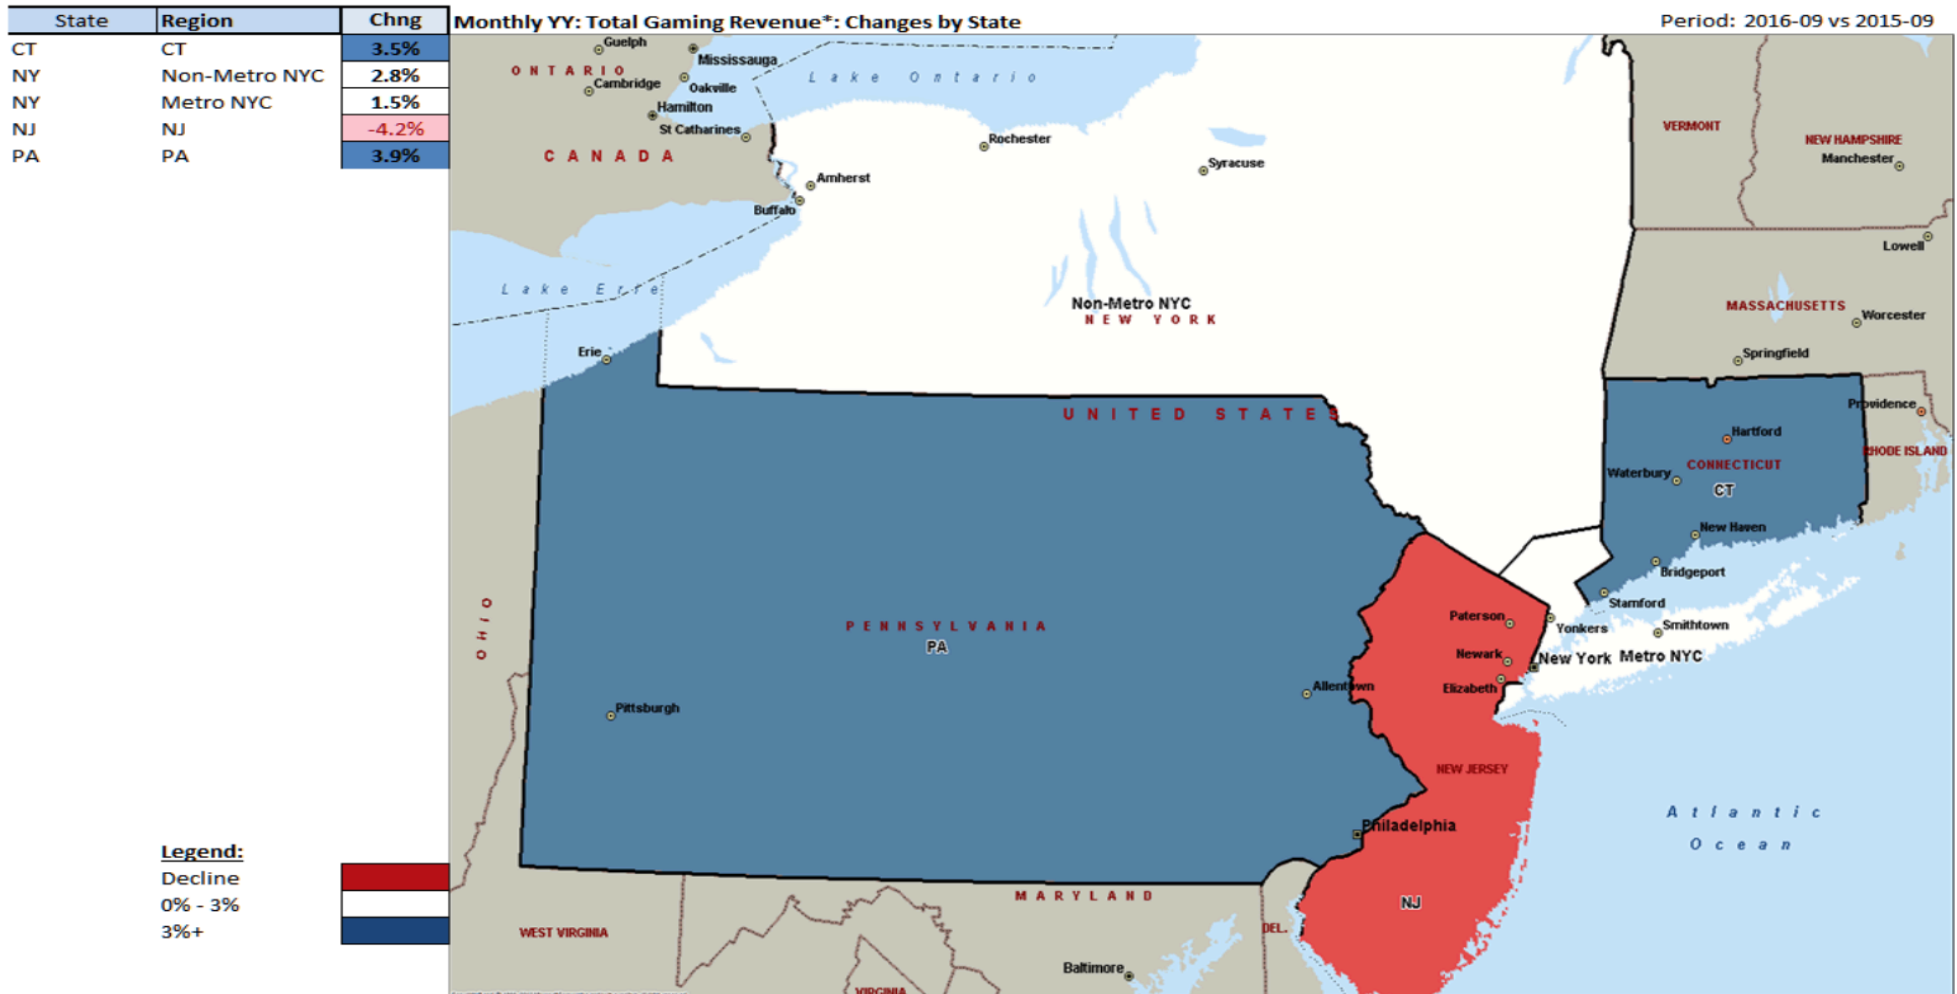 State Region Chng
CT CT 3.5%
NY Non-Metro NYC 2.8%
NY Metro NYC 1.5%
NJ NJ -4.2%
PA PA 3.9%
Legend:
Decline
0% - 3%
3%+
Monthly YY: Total Gaming Revenue*: Changes by State
Period: 2016-09 vs 2015-09
Guelph
Mississauga
ONTARIO
Cambridge
Oakville
Lake Ontario
Hamilton
St Catharines
CANADA
Rochester
Syracuse
Amherst
Buffalo
VERMONT
NEW HAMPSHIRE
Manchester
Lowell
Lake Erie
Non-Metro NYC
NEW YORK
MASSACHUSETTS
Worcester
Springfield
Erie
UNITED STATES
Providence
Hartford
RHODE ISLAND
CONNECTICUT
Waterbury
CT
New Haven
Bridgeport
Stamford
OHIO
PENNSYLVANIA
PA
Paterson
Yonkers
Smithtown
Newark
New York
Metro NYC
Elizabeth
Allentown
Pittsburgh
NEW JERSEY
Philadelphia
Atlantic
Ocean
MARYLAND
NJ
WEST VIRGINIA
DEL.
Baltimore
VIRGINIA